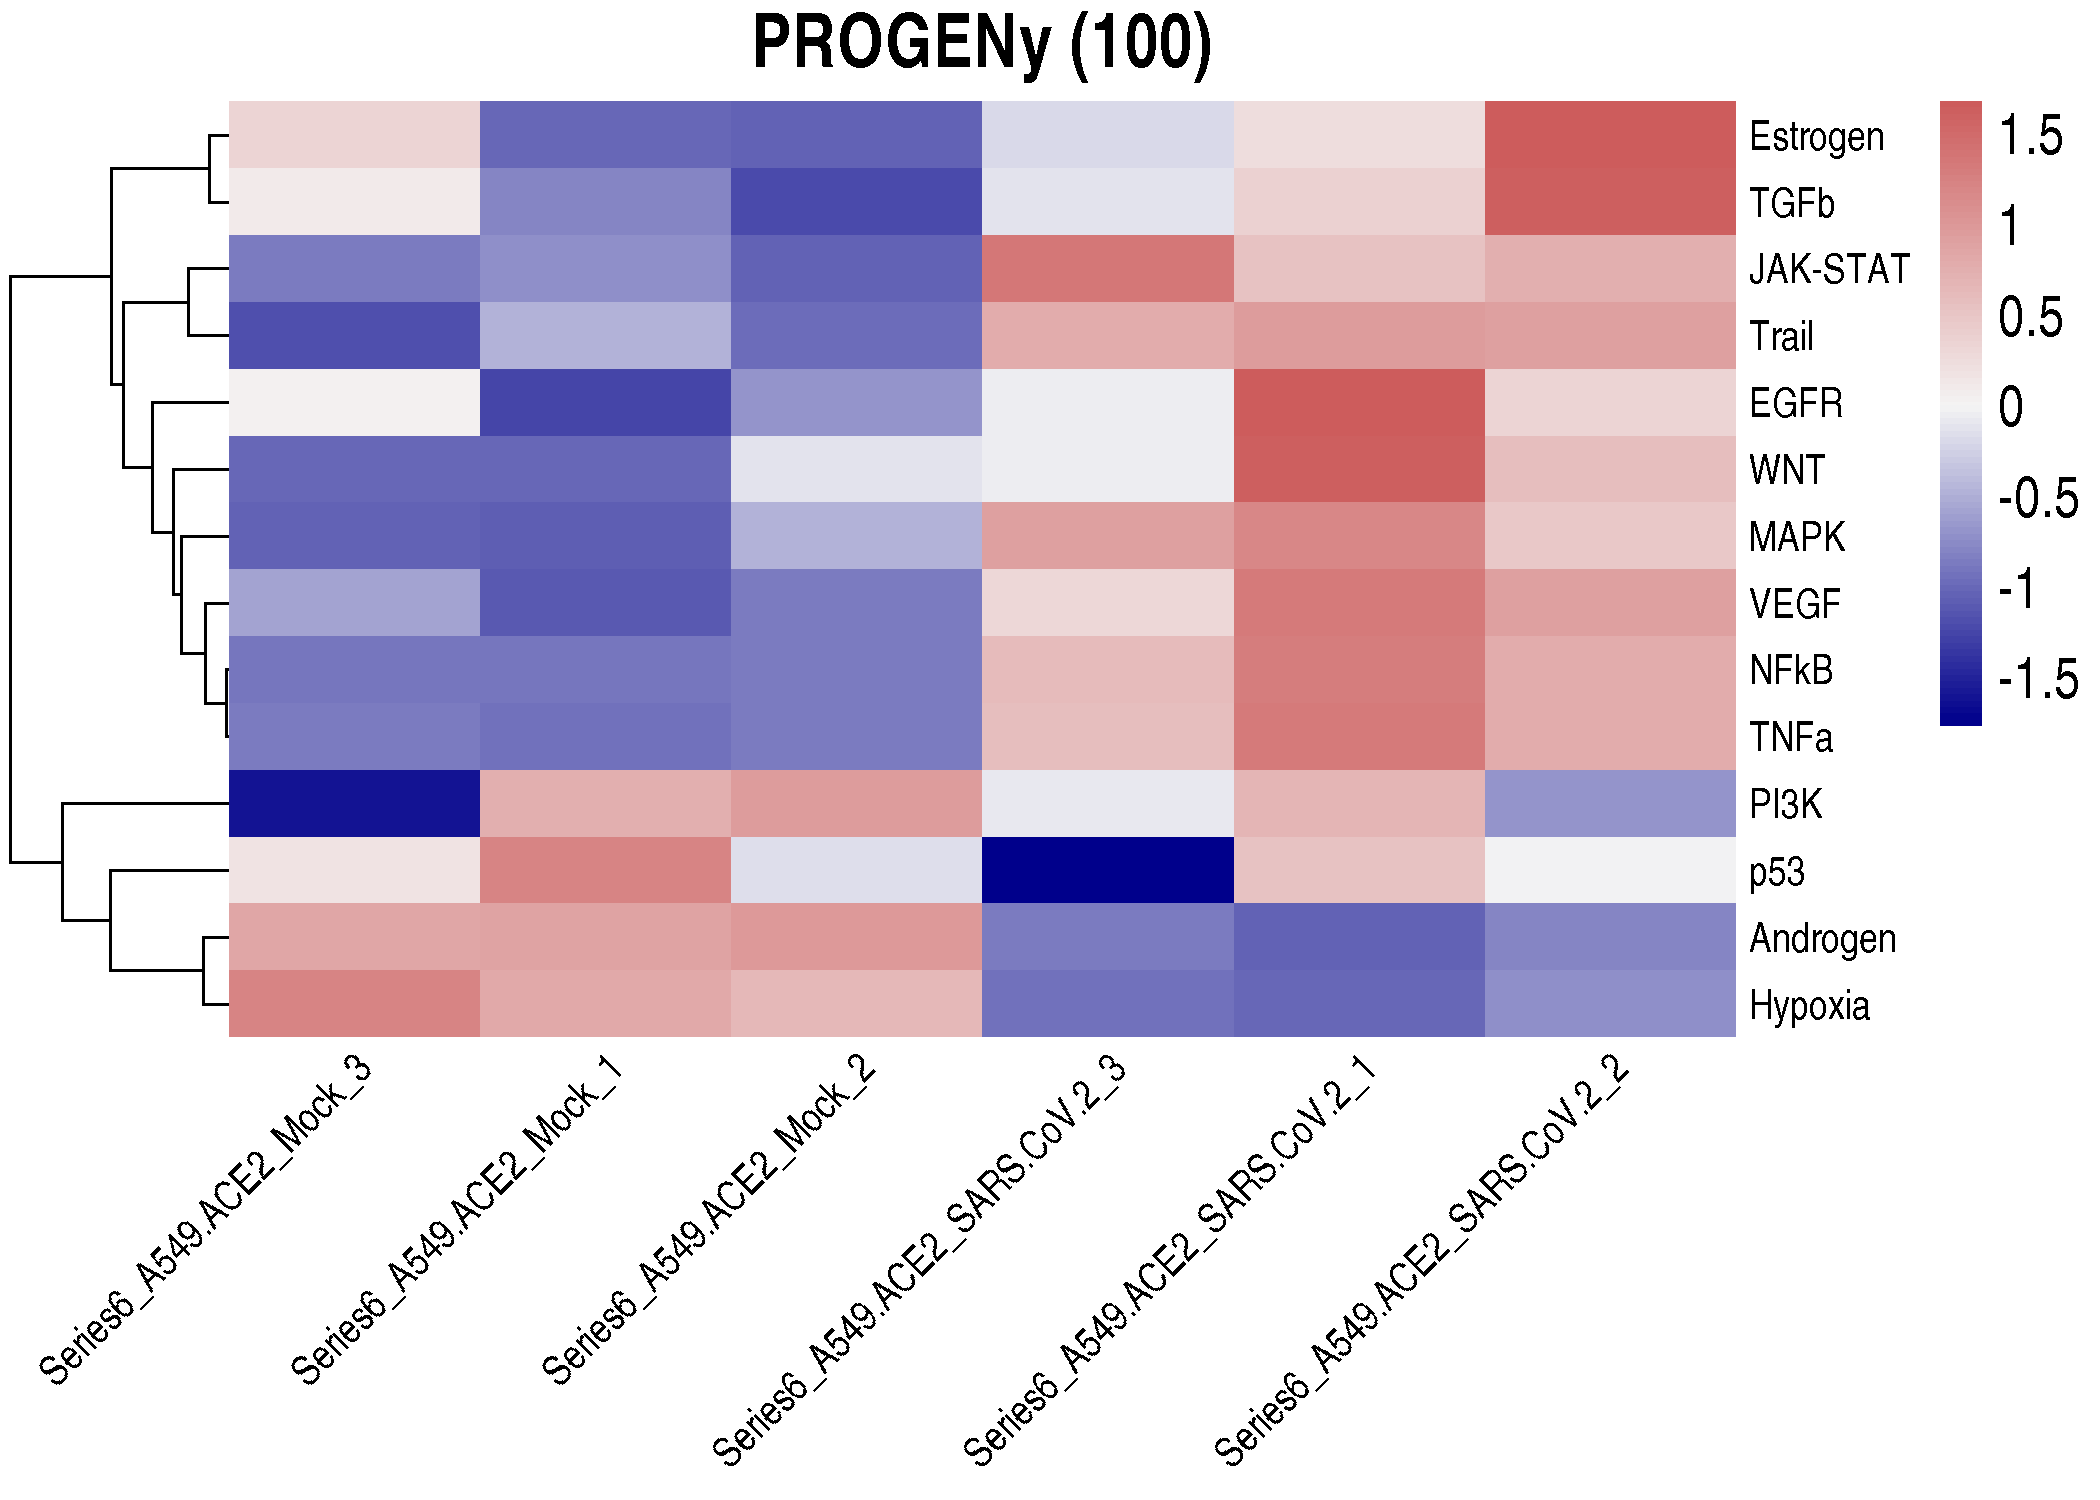 PROGENy (100)
Estrogen
TGFb
JAK-STAT
Trail
EGFR
WNT
MAPK
VEGF
NFkB
TNFa
PI3K
p53
Androgen
Hypoxia
1.5
1
0.5
0
-0.5
-1
-1.5
Series6_A549.ACE2_Mock_3
Series6_A549.ACE2_Mock_1
Series6_A549.ACE2_Mock_2
Series6_A549.ACE2_SARS.CoV.2_3
Series6_A549.ACE2_SARS.CoV.2_1
Series6_A549.ACE2_SARS.CoV.2_2